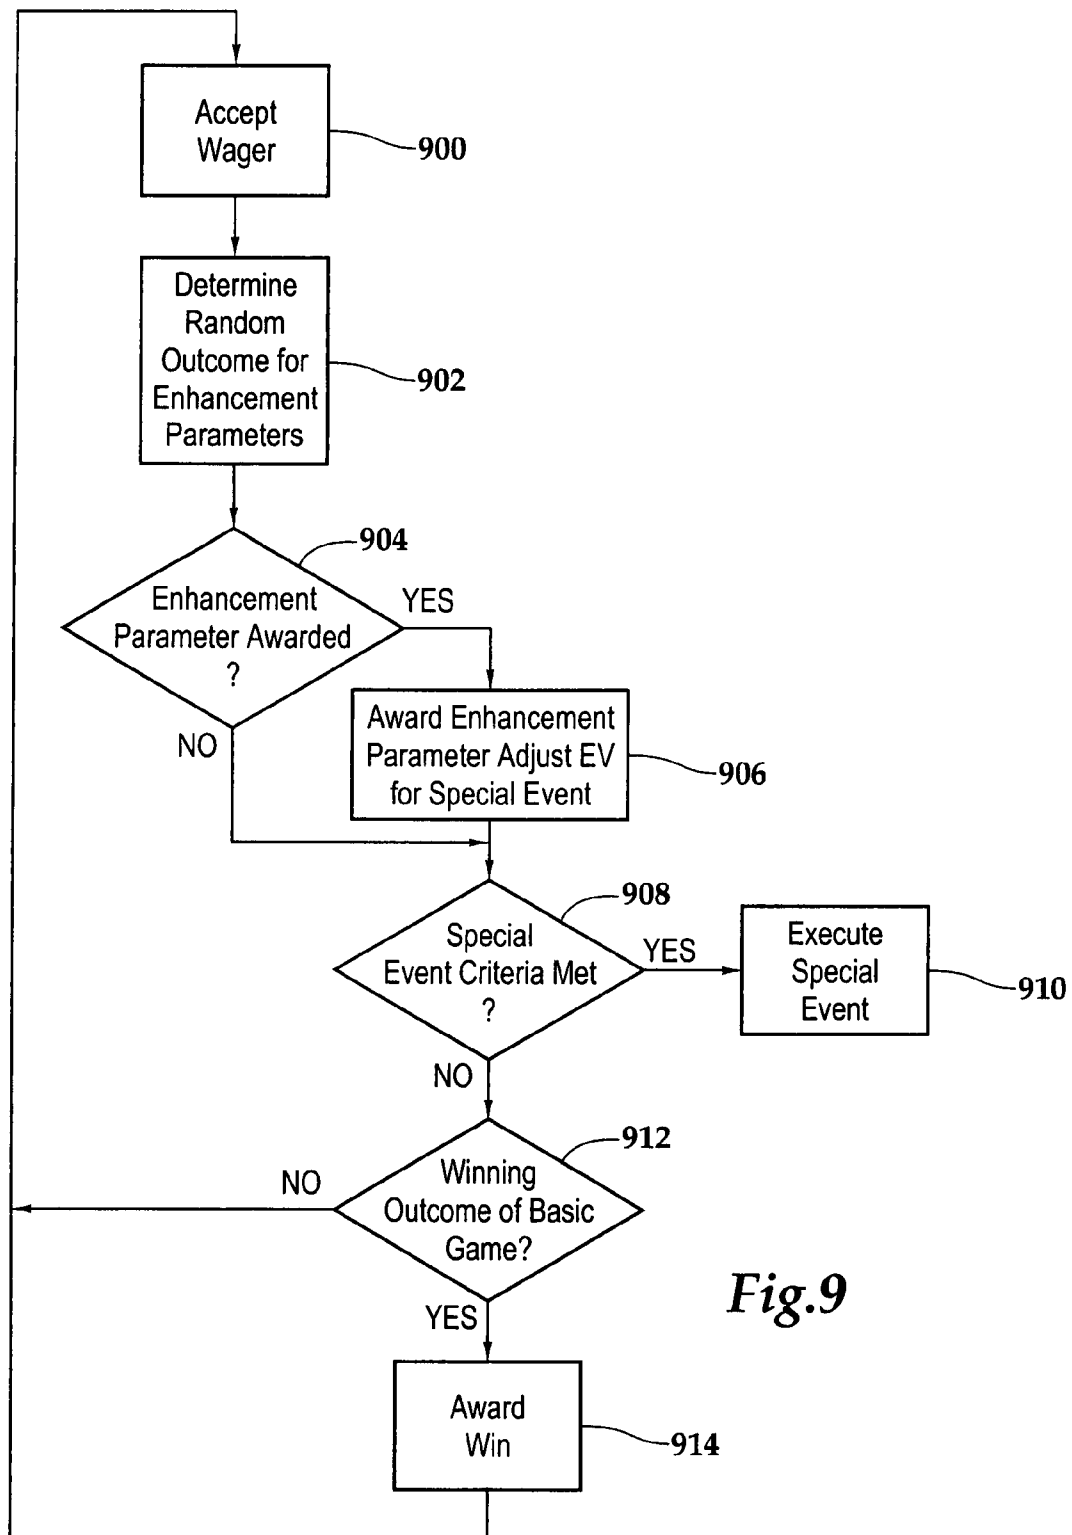 Accept
Wager
900
Determine
Random
Outcome for
Enhancement
Parameters
902
904
Enhancement
Parameter Awarded
?
YES
NO
Award Enhancement
Parameter Adjust EV
for Special Event
906
908
Special
Event Criteria Met
?
YES
NO
Execute
Special
Event
910
912
Winning
Outcome of Basic
Game?
NO
YES
Fig.9
Award
Win
914